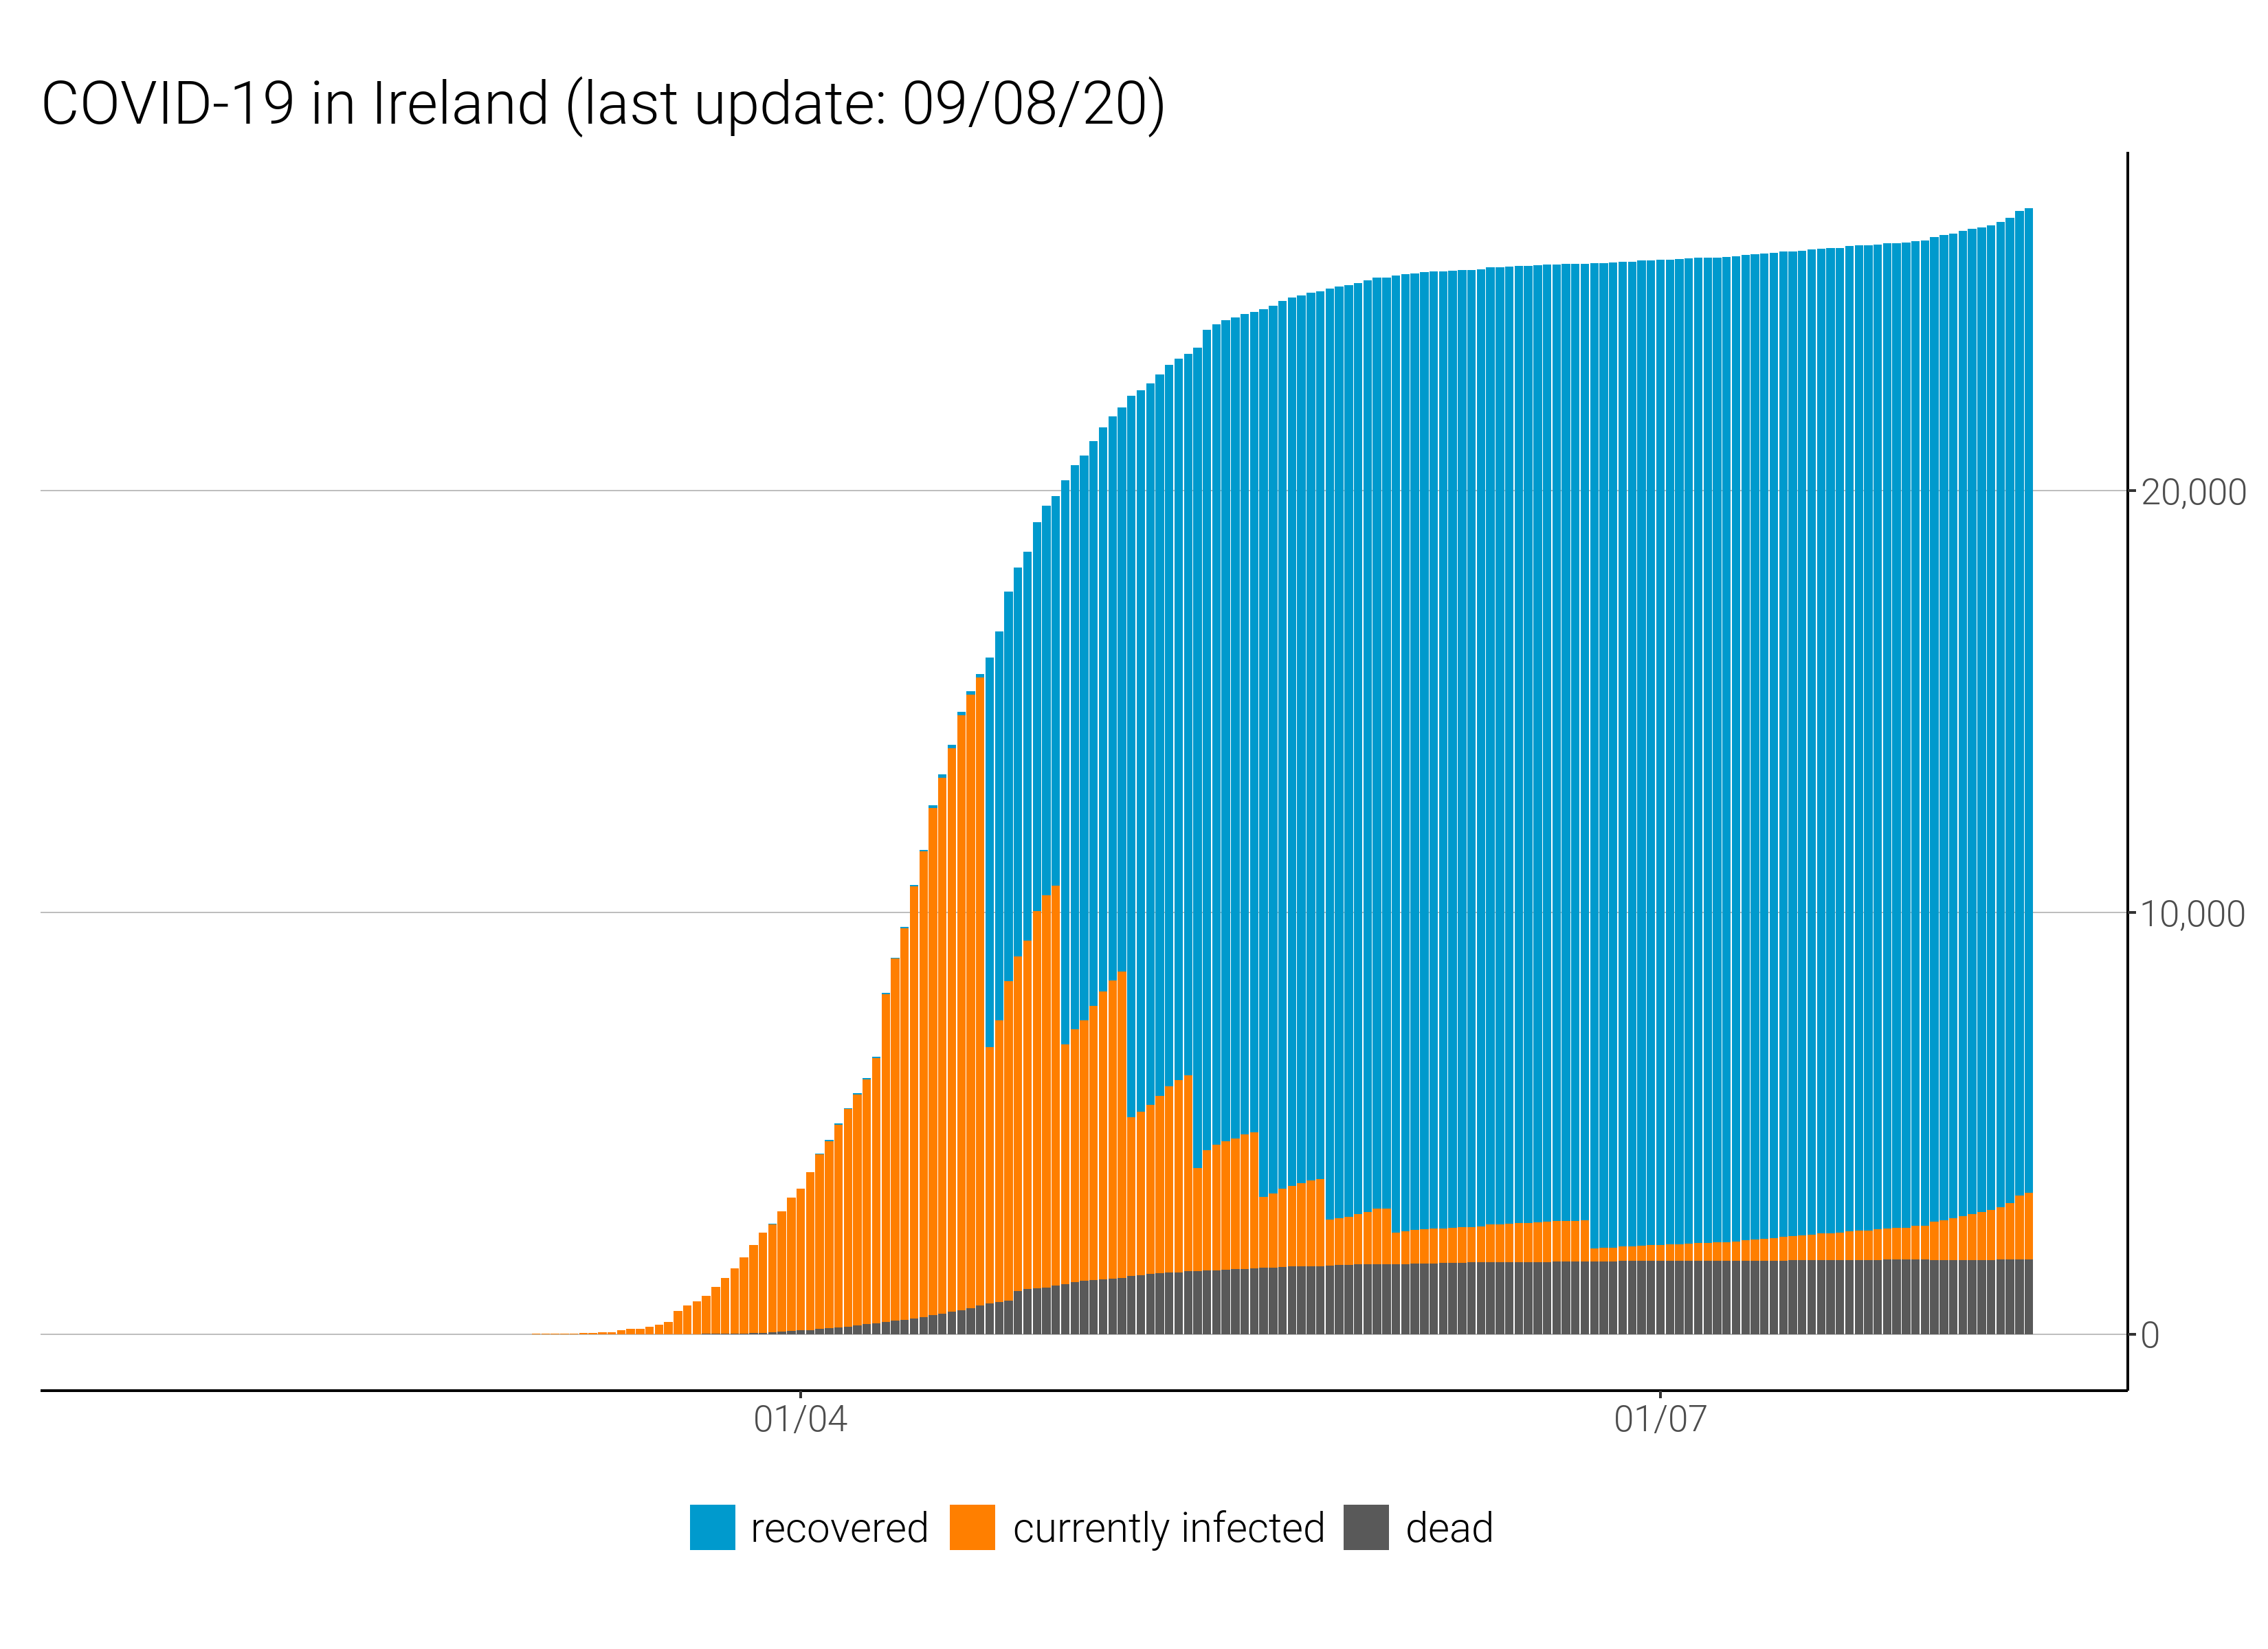 COVID-19 in Ireland (last update: 09/08/20)
20,000
10,000
0
01/04 01/07
recovered currently infected dead